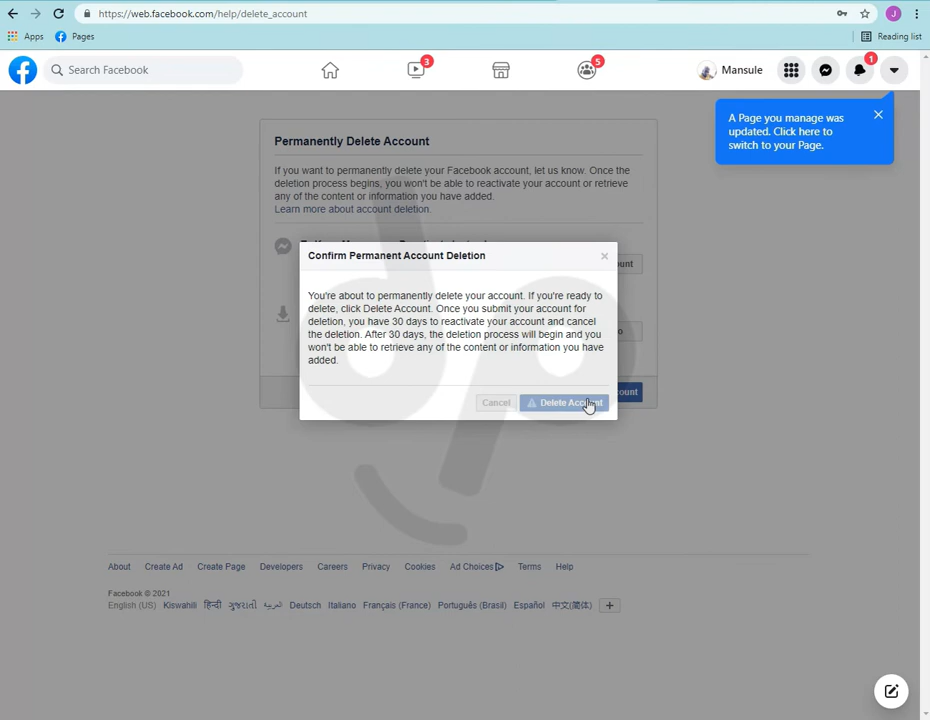 https://web.facebook.com/help/delete_account
J
Apps
Pages
Reading list
Search Facebook
3
5
Mansule
1
A Page you manage was
updated. Click here to
switch to your Page.
Permanently Delete Account
If you want to permanently delete your Facebook account, let us know. Once the
deletion process begins, you won't be able to reactivate your account or retrieve
any of the content or information you have added.
Learn more about account deletion.
Confirm Permanent Account Deletion
You're about to permanently delete your account. If you're ready to
delete, click Delete Account. Once you submit your account for
deletion, you have 30 days to reactivate your account and cancel
the deletion. After 30 days, the deletion process will begin and you
won't be able to retrieve any of the content or information you have
added.
Cancel
Delete Account
About Create Ad Create Page Developers Careers Privacy Cookies Ad Choices Terms Help
Facebook © 2021
English (US) Kiswahili हिन्दी ગુજરાતી العربية Deutsch Italiano Français (France) Português (Brasil) Español 中文(简体) +